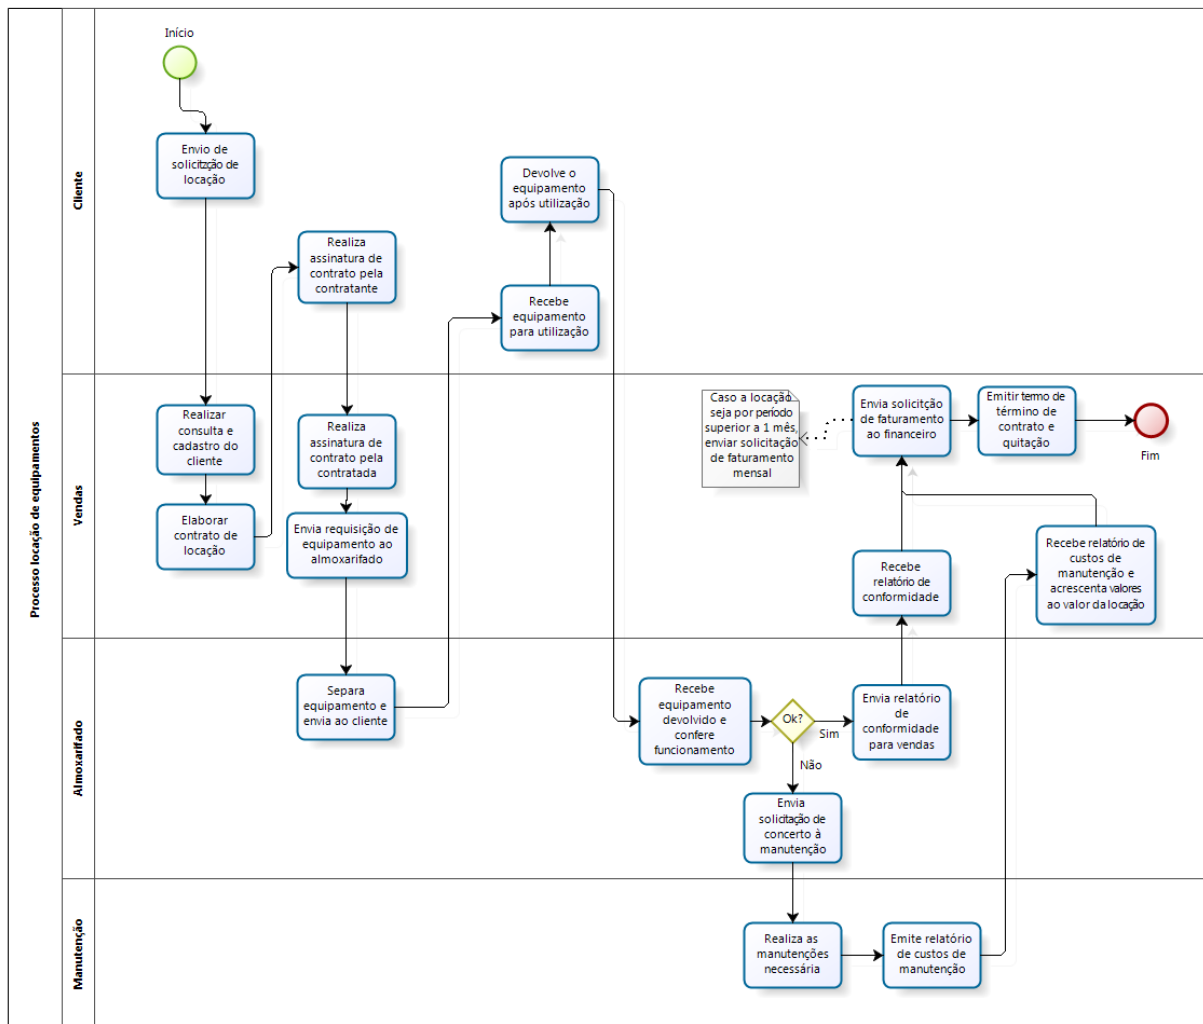 Processo locação de equipamentos
Cliente
Início
Envio de
solicitzção de
locação
Realiza
assinatura de
contrato pela
contratante
Devolve o
equipamento
após utilização
Recebe
equipamento
para utilização
Vendas
Realizar
consulta e
cadastro do
cliente
Elaborar
contrato de
locação
Realiza
assinatura de
contrato pela
contratada
Envia requisição de
equipamento ao
almoxarifado
Caso a locação
seja por período
superior a 1 mês,
enviar solicitação
de faturamento
mensal
Envia solicitção
de faturamento
ao financeiro
Emitir termo de
término de
contrato e
quitação
Fim
Recebe
relatório de
conformidade
Recebe relatório de
custos de
manutenção e
acrescenta valores
ao valor da locação
Almoxarifado
Separa
equipamento e
envia ao cliente
Recebe
equipamento
devolvido e
confere
funcionamento
Ok?
Sim
Não
Envia relatório
de
conformidade
para vendas
Envia
solicitação de
concerto à
manutenção
Manutenção
Realiza as
manutenções
necessária
Emite relatório
de custos de
manutenção